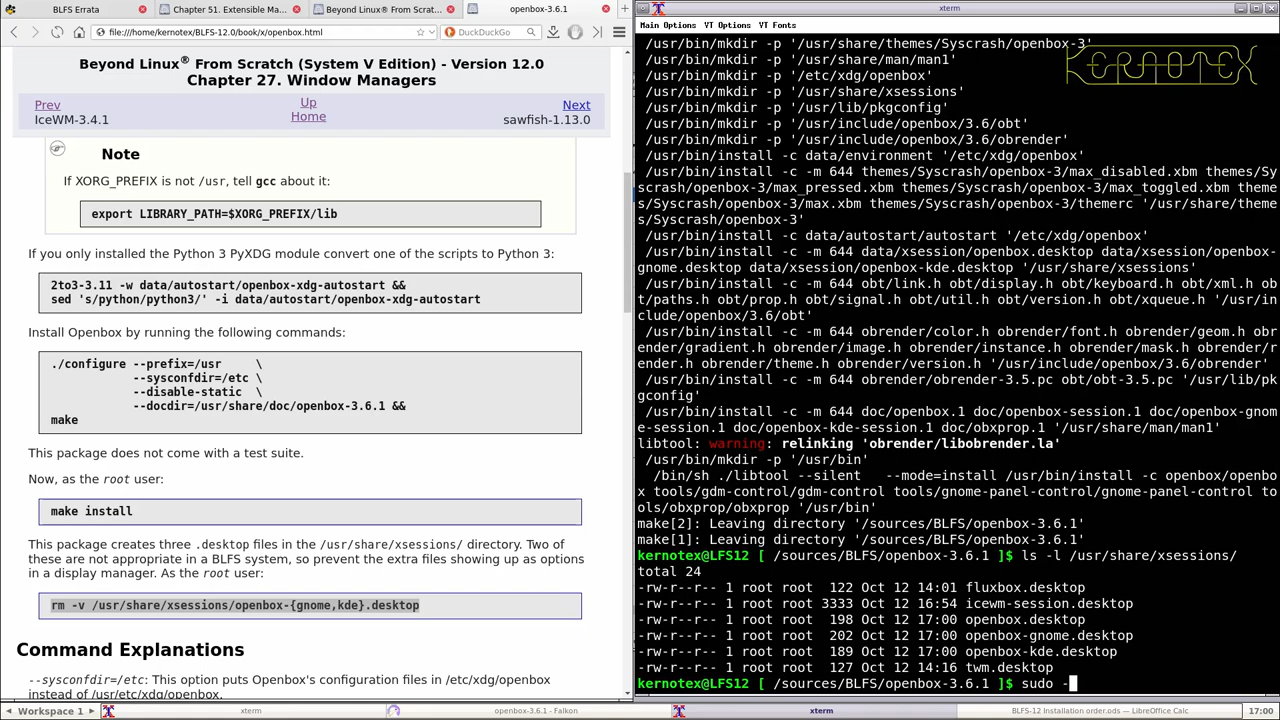 BLFS Errata
Chapter 51. Extensible Ma...
Beyond Linux® From Scrat...
openbox-3.6.1
file:///home/kernotex/BLFS-12.0/book/x/openbox.html
DuckDuckGo
Beyond Linux® From Scratch (System V Edition) - Version 12.0
Chapter 27. Window Managers
Prev
Up
Next
IceWM-3.4.1
Home
sawfish-1.13.0
Note
If XORG_PREFIX is not /usr, tell gcc about it:
export LIBRARY_PATH=$XORG_PREFIX/lib
If you only installed the Python 3 PyXDG module convert one of the scripts to Python 3:
2to3-3.11 -w data/autostart/openbox-xdg-autostart &&
sed 's/python/python3/' -i data/autostart/openbox-xdg-autostart
Install Openbox by running the following commands:
./configure --prefix=/usr \
--sysconfdir=/etc \
--disable-static \
--docdir=/usr/share/doc/openbox-3.6.1 &&
make
This package does not come with a test suite.
Now, as the root user:
make install
This package creates three .desktop files in the /usr/share/xsessions/ directory. Two of
these are not appropriate in a BLFS system, so prevent the extra files showing up as options
in a display manager. As the root user:
rm -v /usr/share/xsessions/openbox-{gnome,kde}.desktop
Command Explanations
--sysconfdir=/etc: This option puts Openbox's configuration files in /etc/xdg/openbox
instead of /usr/etc/xdg/openbox.
xterm
Main Options VT Options VT Fonts
KERNOTEX
/usr/bin/mkdir -p '/usr/share/themes/Syscrash/openbox-3'
/usr/bin/mkdir -p '/usr/share/man/man1'
/usr/bin/mkdir -p '/etc/xdg/openbox'
/usr/bin/mkdir -p '/usr/share/xsessions'
/usr/bin/mkdir -p '/usr/lib/pkgconfig'
/usr/bin/mkdir -p '/usr/include/openbox/3.6/obt'
/usr/bin/mkdir -p '/usr/include/openbox/3.6/obrender'
/usr/bin/install -c data/environment '/etc/xdg/openbox'
/usr/bin/install -c -m 644 themes/Syscrash/openbox-3/max_disabled.xbm themes/Sy
scrash/openbox-3/max_pressed.xbm themes/Syscrash/openbox-3/max_toggled.xbm theme
s/Syscrash/openbox-3/max.xbm themes/Syscrash/openbox-3/themerc '/usr/share/theme
s/Syscrash/openbox-3'
/usr/bin/install -c data/autostart/autostart '/etc/xdg/openbox'
/usr/bin/install -c -m 644 data/xsession/openbox.desktop data/xsession/openbox-
gnome.desktop data/xsession/openbox-kde.desktop '/usr/share/xsessions'
/usr/bin/install -c -m 644 obt/link.h obt/display.h obt/keyboard.h obt/xml.h ob
t/paths.h obt/prop.h obt/signal.h obt/util.h obt/version.h obt/xqueue.h '/usr/in
clude/openbox/3.6/obt'
/usr/bin/install -c -m 644 obrender/color.h obrender/font.h obrender/geom.h obr
ender/gradient.h obrender/image.h obrender/instance.h obrender/mask.h obrender/r
ender.h obrender/theme.h obrender/version.h '/usr/include/openbox/3.6/obrender'
/usr/bin/install -c -m 644 obrender/obrender-3.5.pc obt/obt-3.5.pc '/usr/lib/pk
gconfig'
/usr/bin/install -c -m 644 doc/openbox.1 doc/openbox-session.1 doc/openbox-gnom
e-session.1 doc/openbox-kde-session.1 doc/obxprop.1 '/usr/share/man/man1'
libtool: warning: relinking 'obrender/libobrender.la'
/usr/bin/mkdir -p '/usr/bin'
/bin/sh ./libtool --silent --mode=install /usr/bin/install -c openbox/openbo
x tools/gdm-control/gdm-control tools/gnome-panel-control/gnome-panel-control to
ols/obxprop/obxprop '/usr/bin'
make[2]: Leaving directory '/sources/BLFS/openbox-3.6.1'
make[1]: Leaving directory '/sources/BLFS/openbox-3.6.1'
kernotex@LFS12 [ /sources/BLFS/openbox-3.6.1 ]$ ls -l /usr/share/xsessions/
total 24
-rw-r--r-- 1 root root 122 Oct 12 14:01 fluxbox.desktop
-rw-r--r-- 1 root root 3333 Oct 12 16:54 icewm-session.desktop
-rw-r--r-- 1 root root 198 Oct 12 17:00 openbox.desktop
-rw-r--r-- 1 root root 202 Oct 12 17:00 openbox-gnome.desktop
-rw-r--r-- 1 root root 189 Oct 12 17:00 openbox-kde.desktop
-rw-r--r-- 1 root root 127 Oct 12 14:16 twm.desktop
kernotex@LFS12 [ /sources/BLFS/openbox-3.6.1 ]$ sudo -
Workspace 1
xterm
openbox-3.6.1 - Falkon
xterm
BLFS-12 Installation order.ods — LibreOffice Calc
17:00